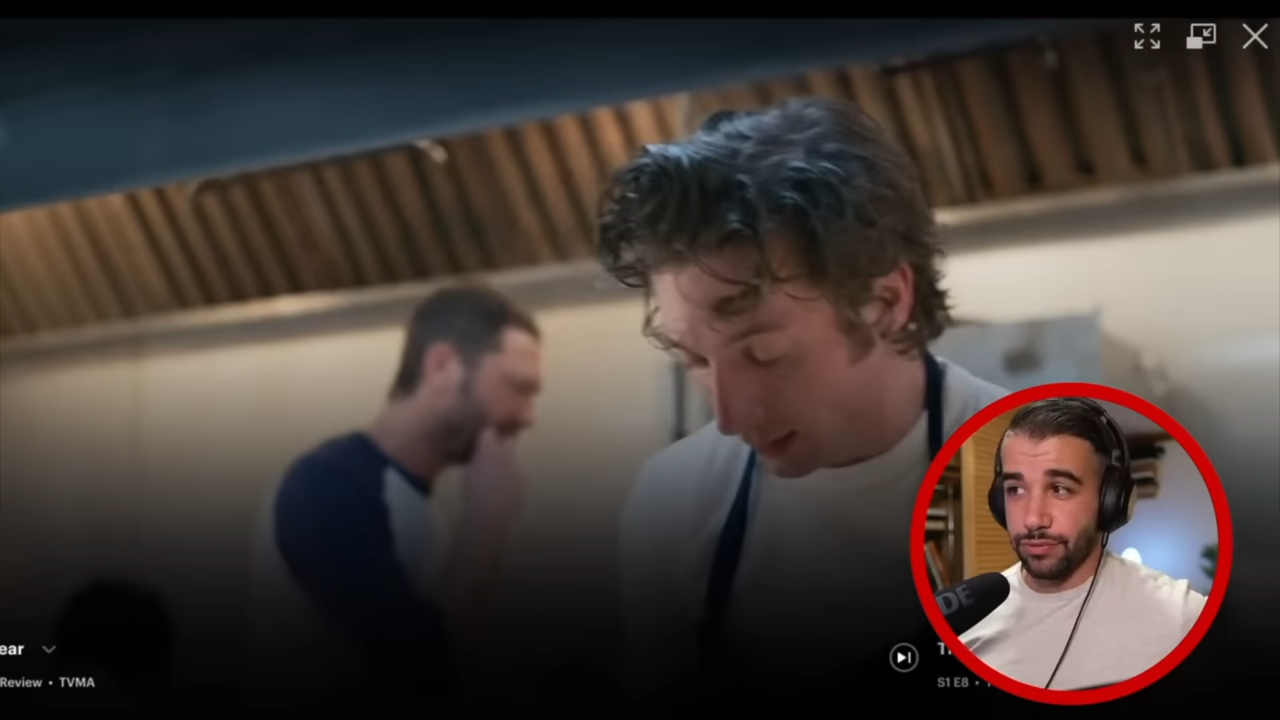 ear
Review • TVMA
T
S1 E8 •
DE